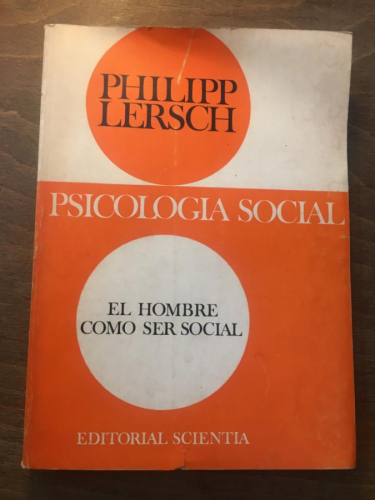 PHILIPP
LERSCH
PSICOLOGIA SOCIAL
EL HOMBRE
COMO SER SOCIAL
EDITORIAL SCIENTIA